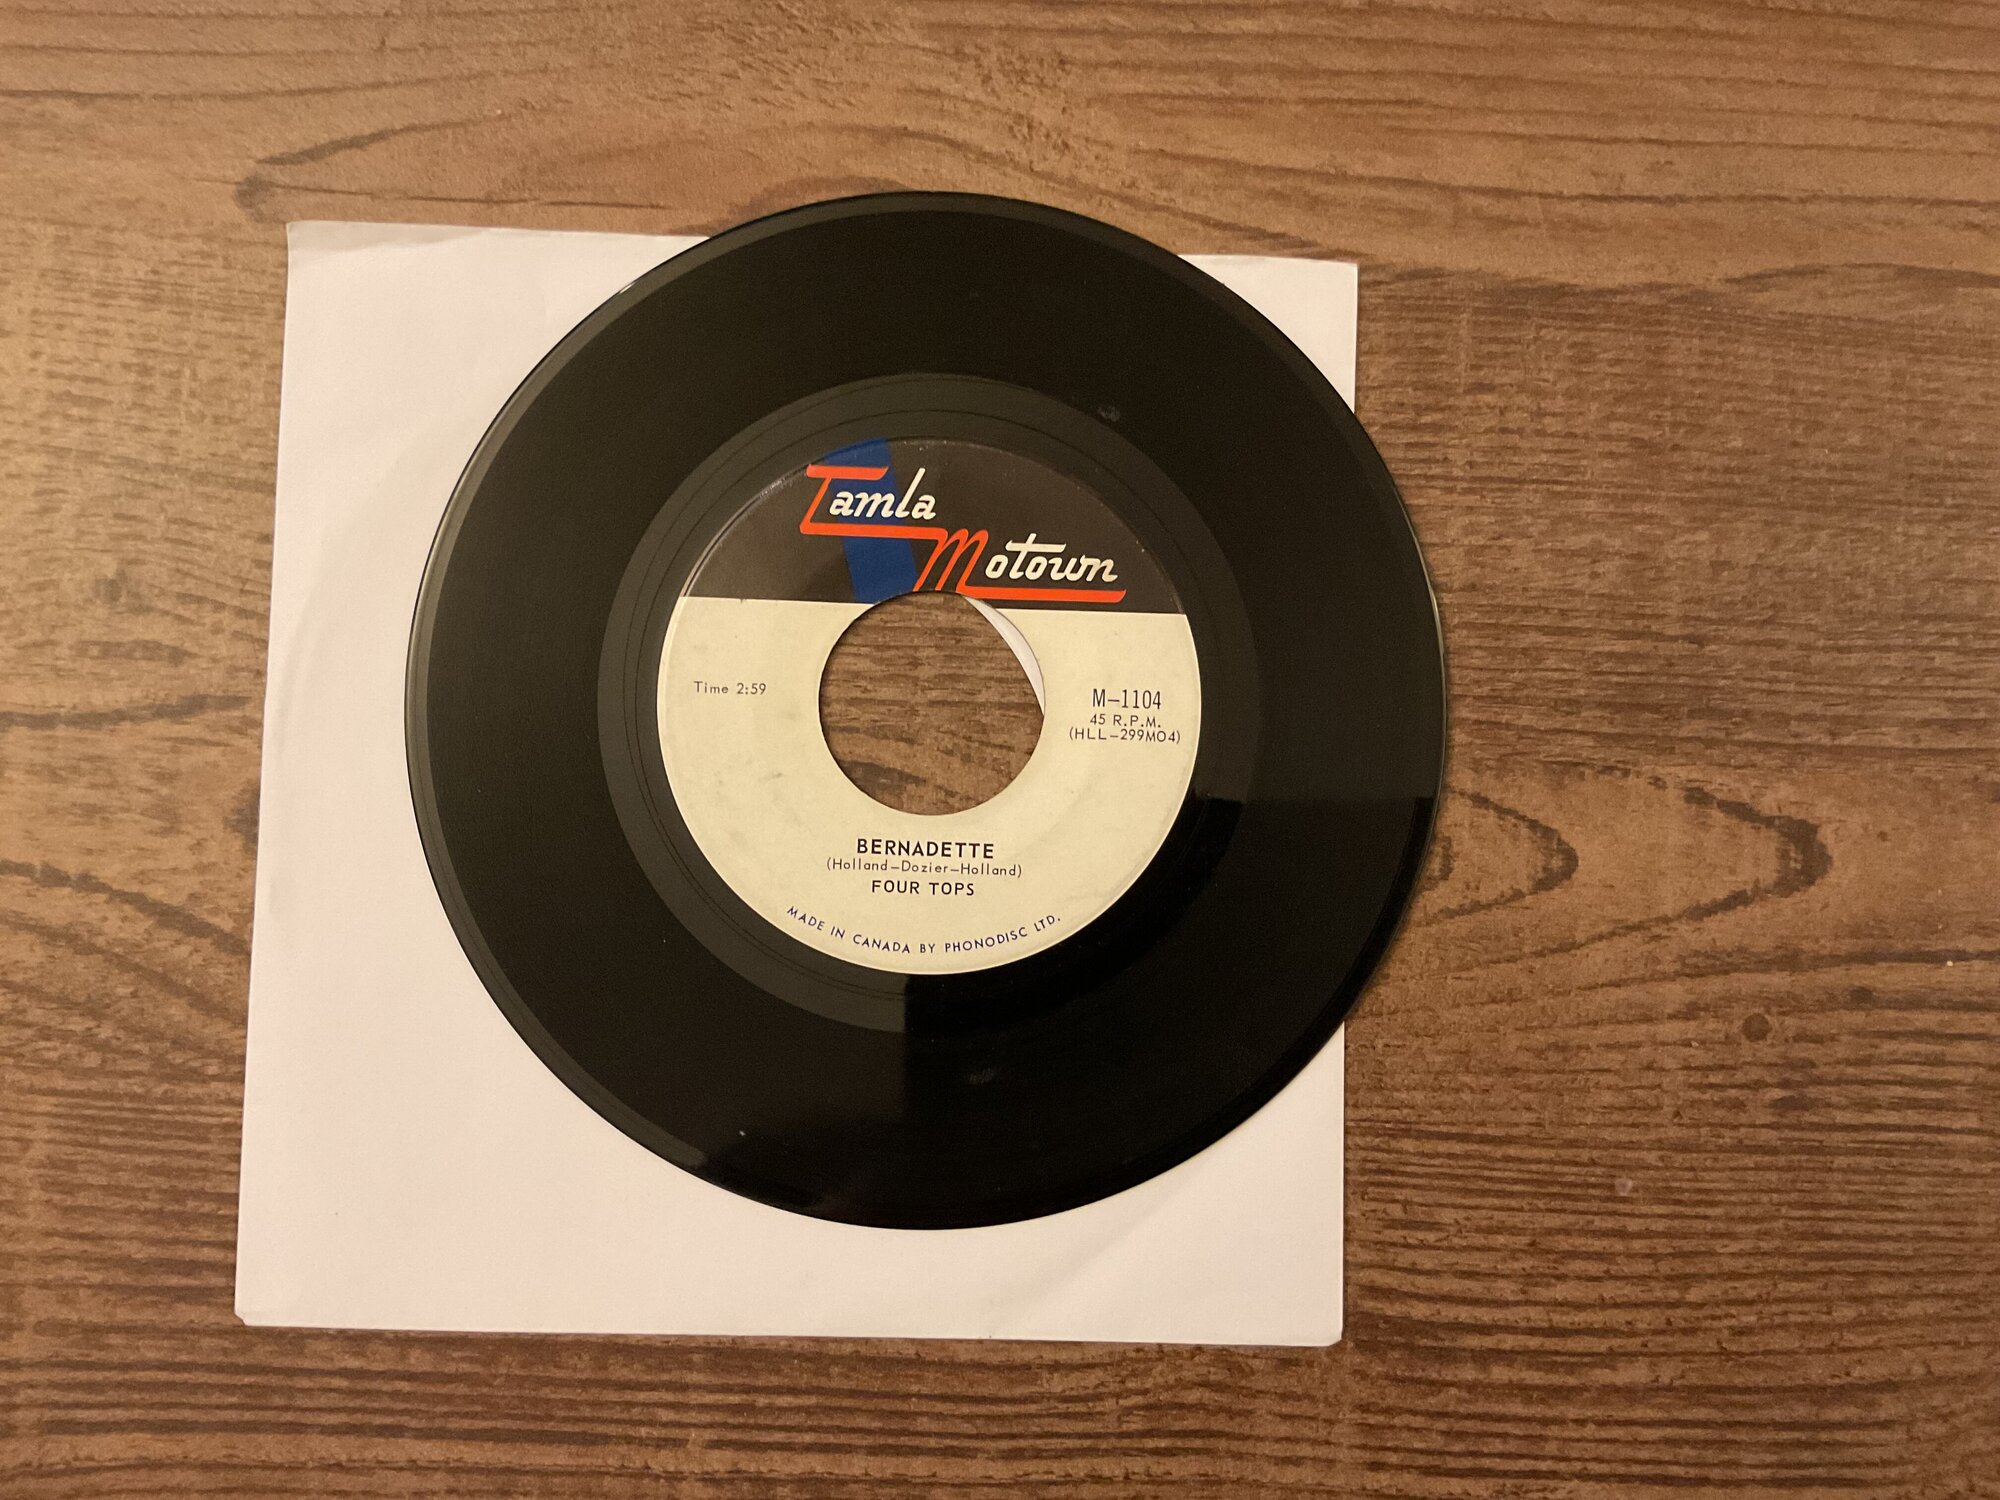 Tamla
Motown
Time 2:59
M-1104
45 R.P.M.
(HLL-299MO4)
BERNADETTE
(Holland-Dozier-Holland)
FOUR TOPS
MADE IN CANADA BY PHONODISC LTD.